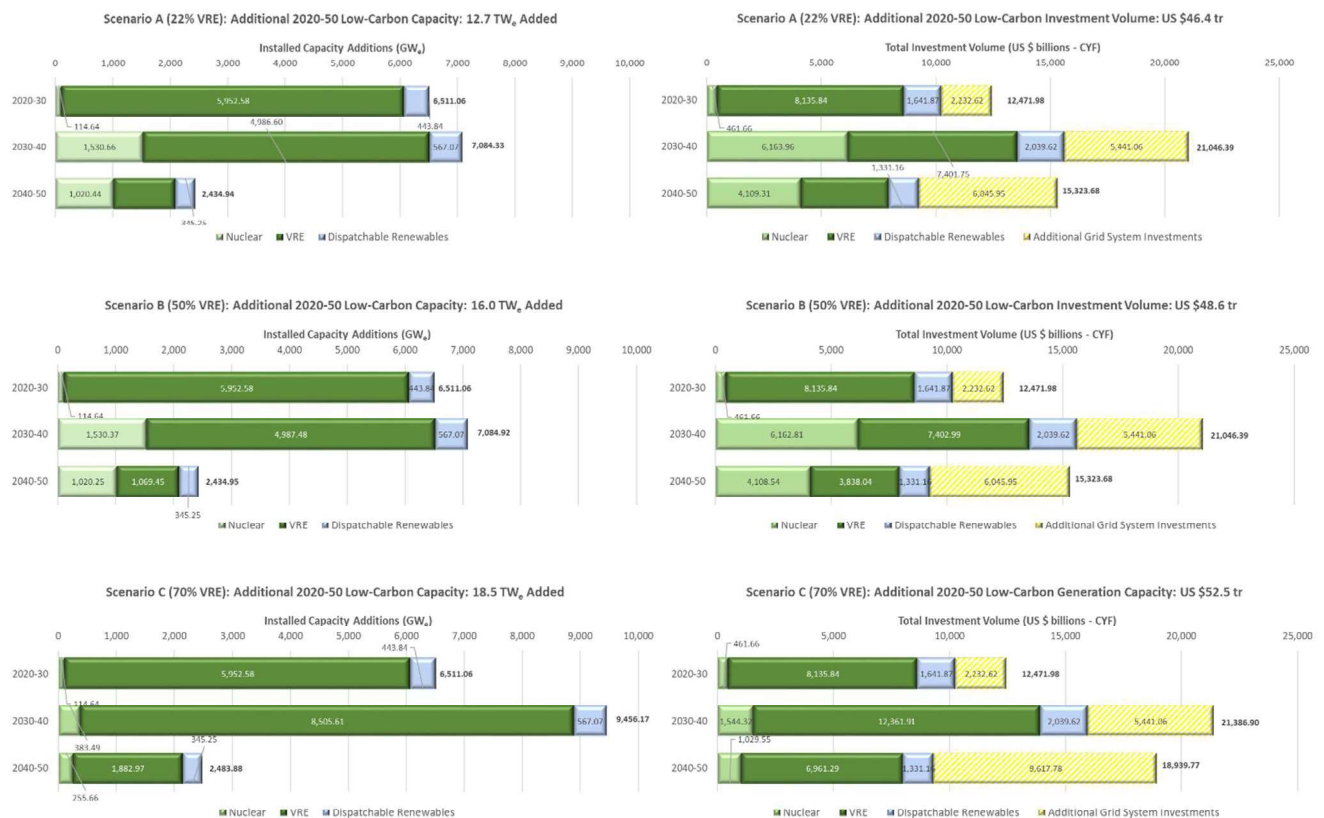 Scenario A (22% VRE): Additional 2020-50 Low-Carbon Capacity: 12.7 TWe Added
Installed Capacity Additions (GWe)
0 1,000 2,000 3,000 4,000 5,000 6,000 7,000 8,000 9,000 10,000
2020-30 5,952.58 6,511.06
114.64 4,986.60 443.84
2030-40 1,530.66 567.07 7,084.33
2040-50 1,020.44 2,434.94
345.25
Nuclear VRE Dispatchable Renewables
Scenario A (22% VRE): Additional 2020-50 Low-Carbon Investment Volume: US $46.4 tr
Total Investment Volume (US $ billions - CYF)
0 5,000 10,000 15,000 20,000 25,000
2020-30 8,135.84 1,641.87 2,232.62 12,471.98
461.66
2030-40 6,163.96 2,039.62 5,441.06 21,046.39
1,331.16 7,401.75
2040-50 4,109.31 6,045.95 15,323.68
Nuclear VRE Dispatchable Renewables Additional Grid System Investments
Scenario B (50% VRE): Additional 2020-50 Low-Carbon Capacity: 16.0 TWe Added
Installed Capacity Additions (GWe)
0 1,000 2,000 3,000 4,000 5,000 6,000 7,000 8,000 9,000 10,000
2020-30 5,952.58 443.84 6,511.06
114.64
2030-40 1,530.37 4,987.48 567.07 7,084.92
2040-50 1,020.25 1,069.45 2,434.95
345.25
Nuclear VRE Dispatchable Renewables
Scenario B (50% VRE): Additional 2020-50 Low-Carbon Investment Volume: US $48.6 tr
Total Investment Volume (US $ billions - CYF)
0 5,000 10,000 15,000 20,000 25,000
2020-30 8,135.84 1,641.87 2,232.62 12,471.98
461.66
2030-40 6,162.81 7,402.99 2,039.62 5,441.06 21,046.39
2040-50 4,108.54 3,838.04 1,331.16 6,045.95 15,323.68
Nuclear VRE Dispatchable Renewables Additional Grid System Investments
Scenario C (70% VRE): Additional 2020-50 Low-Carbon Capacity: 18.5 TWe Added
Installed Capacity Additions (GWe)
0 1,000 2,000 3,000 4,000 5,000 6,000 7,000 8,000 9,000 10,000
443.84
2020-30 5,952.58 6,511.06
114.64
2030-40 8,505.61 567.07 9,456.17
383.49 345.25
2040-50 1,882.97 2,483.88
255.66
Nuclear VRE Dispatchable Renewables
Scenario C (70% VRE): Additional 2020-50 Low-Carbon Generation Capacity: US $52.5 tr
Total Investment Volume (US $ billions - CYF)
0 5,000 10,000 15,000 20,000 25,000
461.66
2020-30 8,135.84 1,641.87 2,232.62 12,471.98
2030-40 1,544.32 12,361.91 2,039.62 5,441.06 21,386.90
1,029.55
2040-50 6,961.29 1,331.16 9,617.78 18,939.77
Nuclear VRE Dispatchable Renewables Additional Grid System Investments